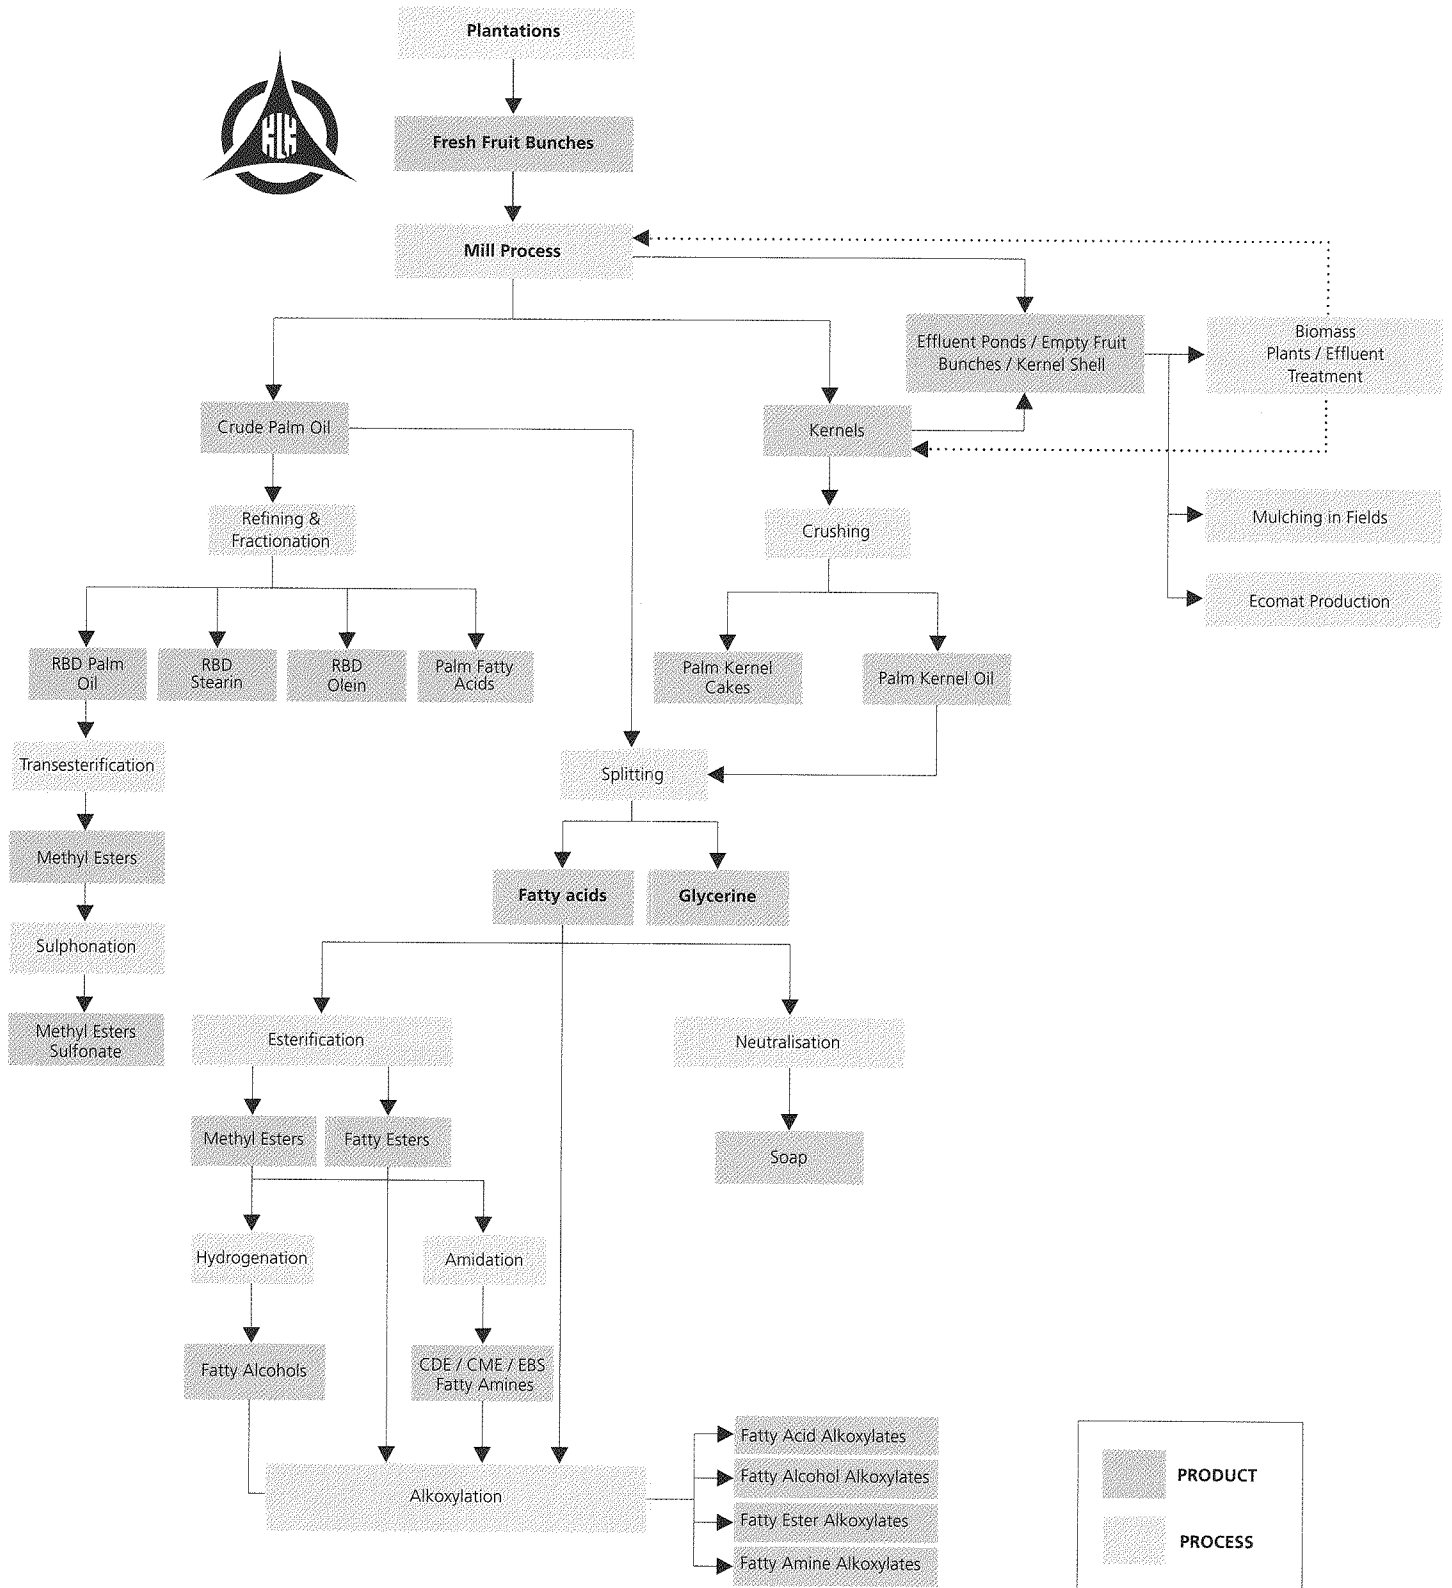 Plantations
KLK
Fresh Fruit Bunches
Mill Process
Effluent Ponds / Empty Fruit
Bunches / Kernel Shell
Biomass
Plants / Effluent
Treatment
Crude Palm Oil
Kernels
Refining &
Fractionation
Crushing
Mulching in Fields
Ecomat Production
RBD Palm
Oil
RBD
Stearin
RBD
Olein
Palm Fatty
Acids
Palm Kernel
Cakes
Palm Kernel Oil
Transesterification
Splitting
Methyl Esters
Fatty acids
Glycerine
Sulphonation
Methyl Esters
Sulfonate
Esterification
Neutralisation
Methyl Esters
Fatty Esters
Soap
Hydrogenation
Amidation
Fatty Alcohols
CDE / CME / EBS
Fatty Amines
Alkoxylation
Fatty Acid Alkoxylates
Fatty Alcohol Alkoxylates
Fatty Ester Alkoxylates
Fatty Amine Alkoxylates
PRODUCT
PROCESS